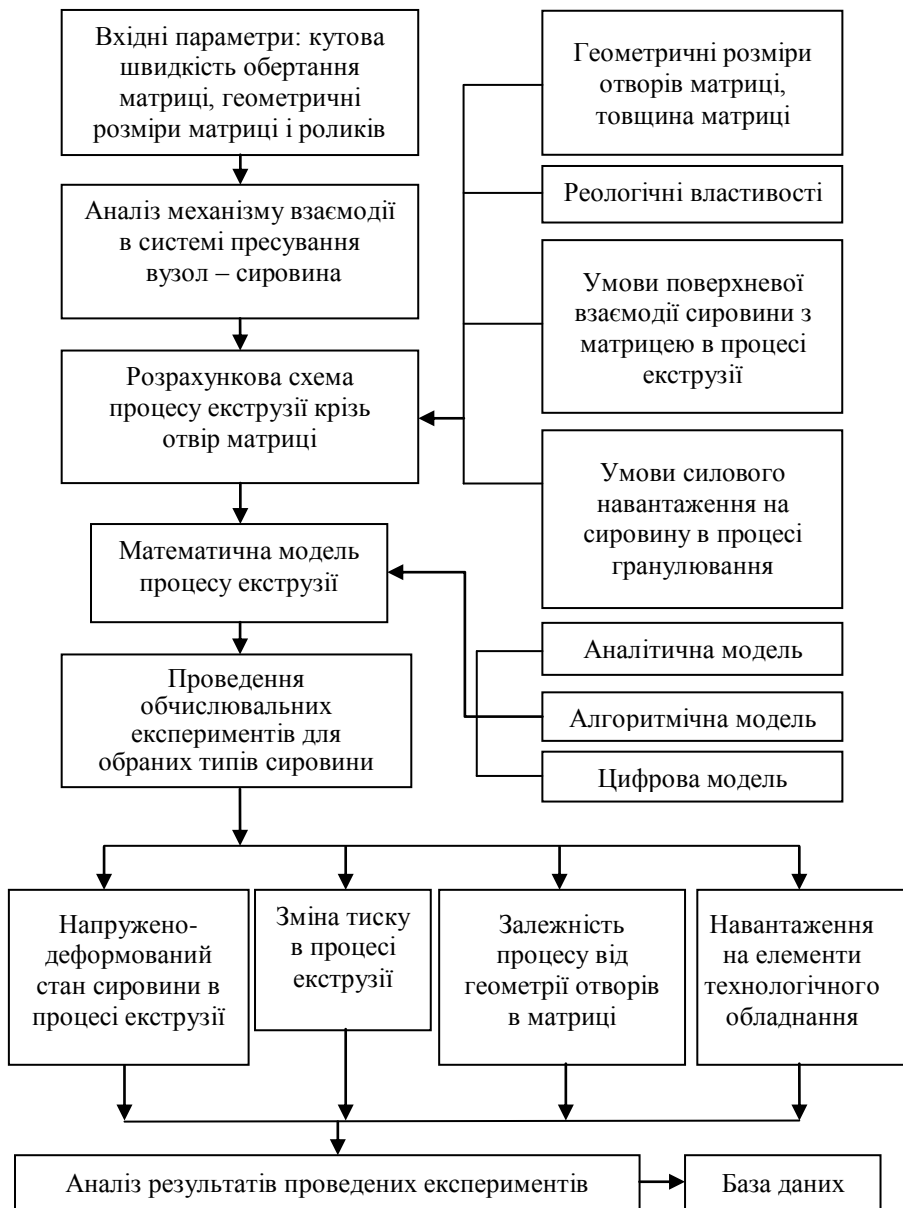 Вхідні параметри: кутова
швидкість обертання
матриці, геометричні
розміри матриці і роликів
Аналіз механізму взаємодії
в системі пресування
вузол – сировина
Розрахункова схема
процесу екструзії крізь
отвір матриці
Математична модель
процесу екструзії
Проведення
обчислювальних
експериментів для
обраних типів сировини
Геометричні розміри
отворів матриці,
товщина матриці
Реологічні властивості
Умови поверхневої
взаємодії сировини з
матрицею в процесі
екструзії
Умови силового
навантаження на
сировину в процесі
гранулювання
Аналітична модель
Алгоритмічна модель
Цифрова модель
Напружено-
деформований
стан сировини в
процесі екструзії
Зміна тиску
в процесі
екструзії
Залежність
процесу від
геометрії отворів
в матриці
Навантаження
на елементи
технологічного
обладнання
Аналіз результатів проведених експериментів
База даних